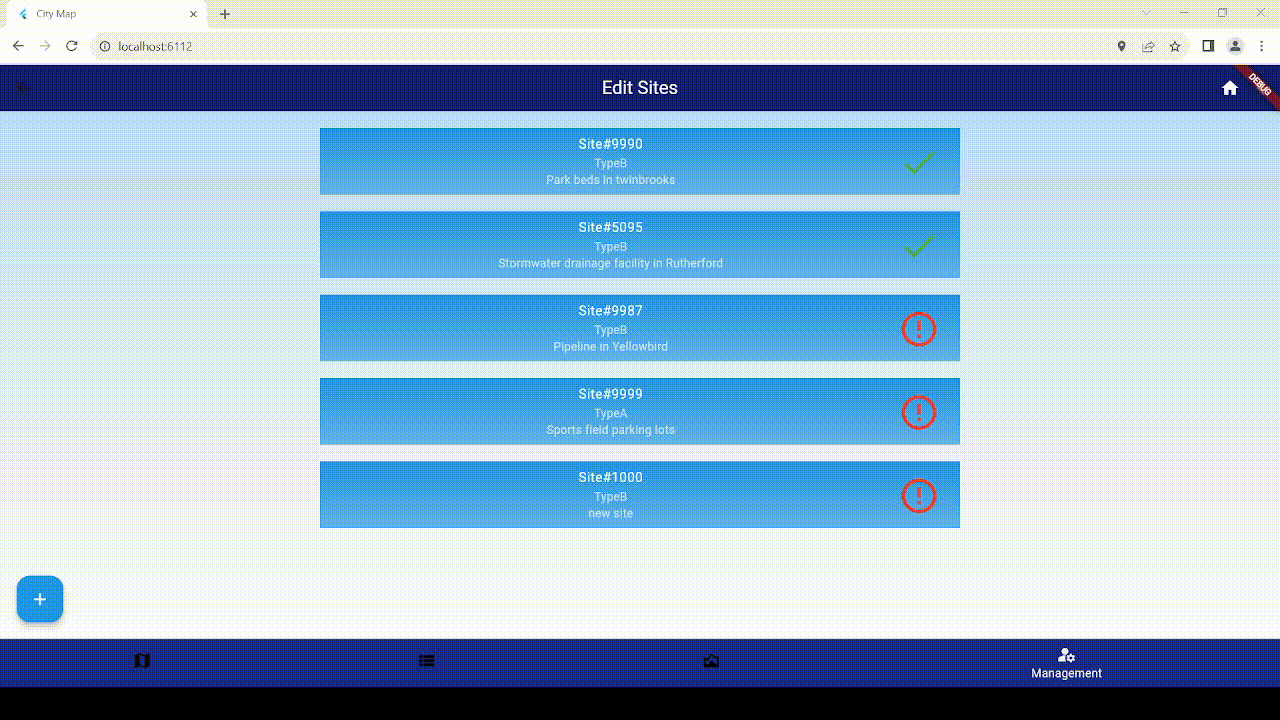 City Map
localhost:6112
Edit Sites
DEBUG
Site#9990
TypeB
Park beds in twinbrooks
Site#5095
TypeB
Stormwater drainage facility in Rutherford
Site#9987
TypeB
Pipeline in Yellowbird
Site#9999
TypeA
Sports field parking lots
Site#1000
TypeB
new site
Management